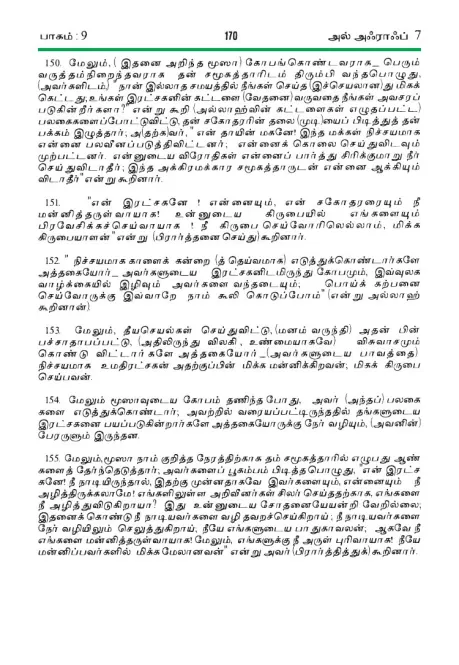 பாகம் : 9 170 அல் அஃராஃப் 7
150. மேலும், ( இதனை அறிந்த மூஸா) கோபங்கொண்டவராக_ பெரும்
வருத்தம்நிறைந்தவராக தன் சமூகத்தாரிடம் திரும்பி வந்தபொழுது,
(அவர்களிடம்,) "நான் இல்லாத சமயத்தில் நீங்கள் செய்த (இச்செயலான)து மிகக்
கெட்டது;உங்கள் இரட்சகனின் கட்டளை (வேதனை) வருவதை நீங்கள் அவசரப்
படுகின்றீர்களா?" என்று கூறி (அல்லாஹ்வின் கட்டளைகள் எழுதப்பட்ட)
பலகைகளைப்போட்டுவிட்டு, தன் சகோதரரின் தலை(முடி)யைப் பிடித்துத் தன்
பக்கம் இழுத்தார்; அ(தற்க)வர், " என் தாயின் மகனே! இந்த மக்கள் நிச்சயமாக
என்னை பலவீனப்படுத்திவிட்டனர்; என்னைக் கொலை செய்துவிடவும்
முற்பட்டனர். என்னுடைய விரோதிகள் என்னைப் பார்த்து சிரிக்குமாறு நீர்
செய்துவிடாதீர்; இந்த அக்கிரமக்கார சமூகத்தாருடன் என்னை ஆக்கியும்
விடாதீர்" என்று கூறினார்.
151. "என் இரட்சகனே ! என்னையும், என் சகோதரரையும் நீ
மன்னித்தருள்வாயாக! உன்னுடைய கிருபையில் எங்களையும்
பிரவேசிக்கச்செய்வாயாக ! நீ கிருபை செய்வோரிலெல்லாம், மிக்க
கிருபையாளன்" என்று (பிரார்த்தனை செய்து)கூறினார்.
152. " நிச்சயமாக காளைக் கன்றை (த் தெய்வமாக) எடுத்துக்கொண்டார்களே
அத்தகையோர்_ அவர்களுடைய இரட்சகனிடமிருந்து கோபமும், இவ்வுலக
வாழ்க்கையில் இழிவும் அவர்களை வந்தடையும்; பொய்க் கற்பனை
செய்வோருக்கு இவ்வாறே நாம் கூலி கொடுப்போம்" (என்று அல்லாஹ்
கூறினான்)
153. மேலும், தீயசெயல்கள் செய்துவிட்டு, (மனம் வருந்தி) அதன் பின்
பச்சாதாபப்பட்டு, (அதிலிருந்து விலகி , உண்மையாகவே) விசுவாசமும்
கொண்டு விட்டார்களே அத்தகையோர்_(அவர்களுடைய பாவத்தை)
நிச்சயமாக உமதிரட்சகன் அதற்குப்பின் மிக்க மன்னிக்கிறவன்; மிகக் கிருபை
செய்பவன்.
154. மேலும் மூஸாவுடைய கோபம் தணிந்தபோது, அவர் (அந்தப்) பலகை
களை எடுத்துக்கொண்டார்; அவற்றில் வரையப்பட்டிருந்ததில் தங்களுடைய
இரட்சகனை பயப்படுகின்றார்களே அத்தகையோருக்கு நேர் வழியும், (அவனின்)
பேரருளும் இருந்தன.
155. மேலும்,மூஸா நாம் குறித்த நேரத்திற்காக தம் சமூகத்தாரில் எழுபது ஆண்
களைத் தேர்ந்தெடுத்தார்; அவர்களைப் பூகம்பம் பிடித்த பொழுது, "என் இரட்ச
கனே! நீ நாடியிருந்தால், இதற்கு முன்னதாகவே இவர்களையும், என்னையும் நீ
அழித்திருக்கலாமே! எங்களிலுள்ள அறிவீனர்கள் சிலர் செய்ததற்காக, எங்களை
நீ அழித்துவிடுகிறாயா? இது உன்னுடைய சோதனையேயன்றி வேறில்லை;
இதனைக் கொண்டு நீ நாடியவர்களை வழி தவறச்செய்கிறாய் ; நீ நாடியவர்களை
நேர் வழியிலும் செலுத்துகிறாய், நீயே எங்களுடைய பாதுகாவலன்; ஆகவே நீ
எங்களை மன்னித்தருள்வாயாக! மேலும், எங்களுக்கு நீ அருள் புரிவாயாக! நீயே
மன்னிப்பவர்களில் மிக்க மேலானவன்" என்று அவர் (பிரார்த்தித்துக்) கூறினார்.